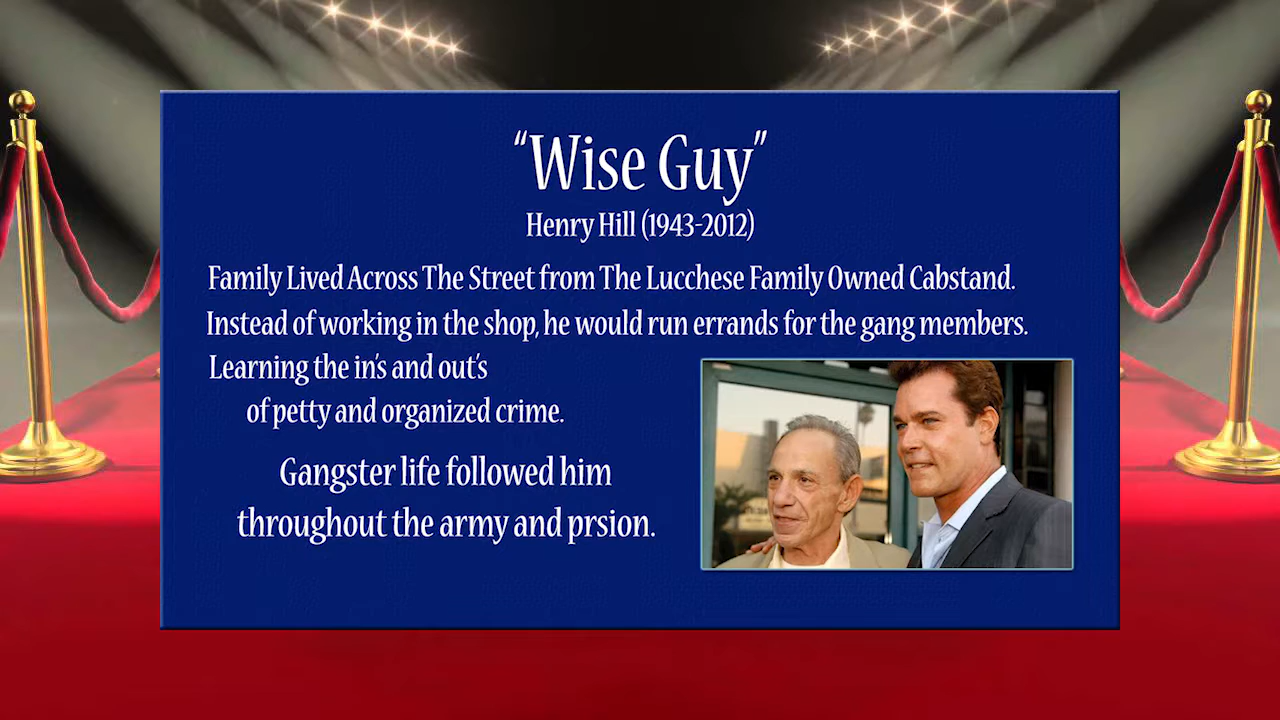 “Wise Guy”
Henry Hill (1943-2012)
Family Lived Across The Street from The Lucchese Family Owned Cabstand.
Instead of working in the shop, he would run errands for the gang members.
Learning the in's and out's
of petty and organized crime.
Gangster life followed him
throughout the army and prsion.